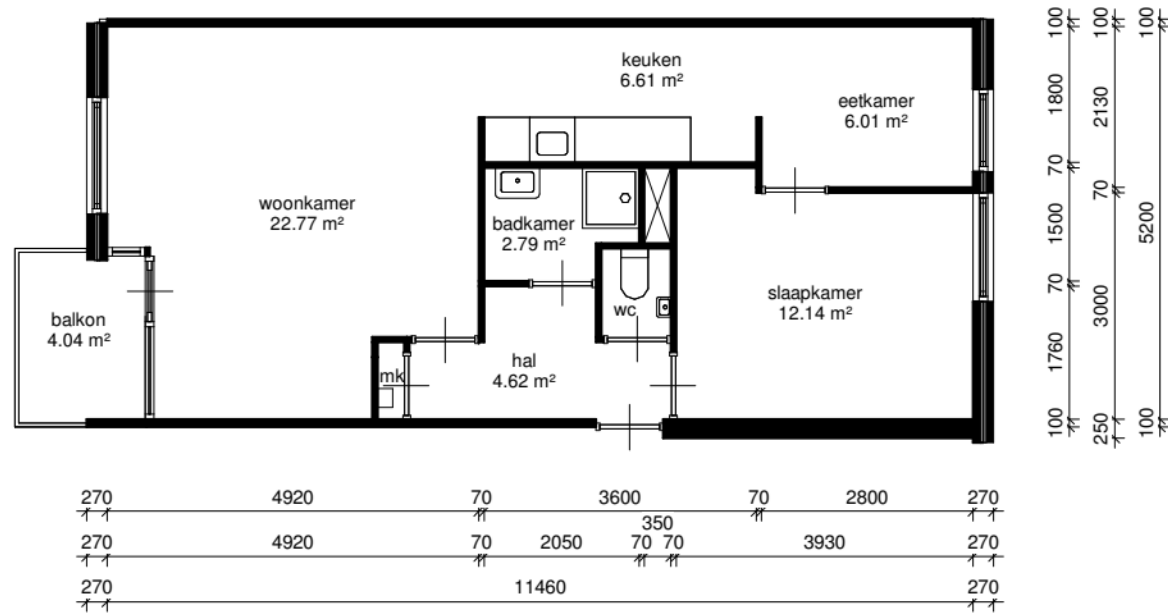 keuken
6.61 m²
eetkamer
6.01 m²
woonkamer
22.77 m²
badkamer
2.79 m²
slaapkamer
12.14 m²
wc
balkon
4.04 m²
hal
4.62 m²
mk
100 1800 70 1500 70 1760 100
100 2130 70 3000 250
100 5200 100
270 4920 70 3600 70 2800 270
350
270 4920 70 2050 70 70 3930 270
270 11460 270